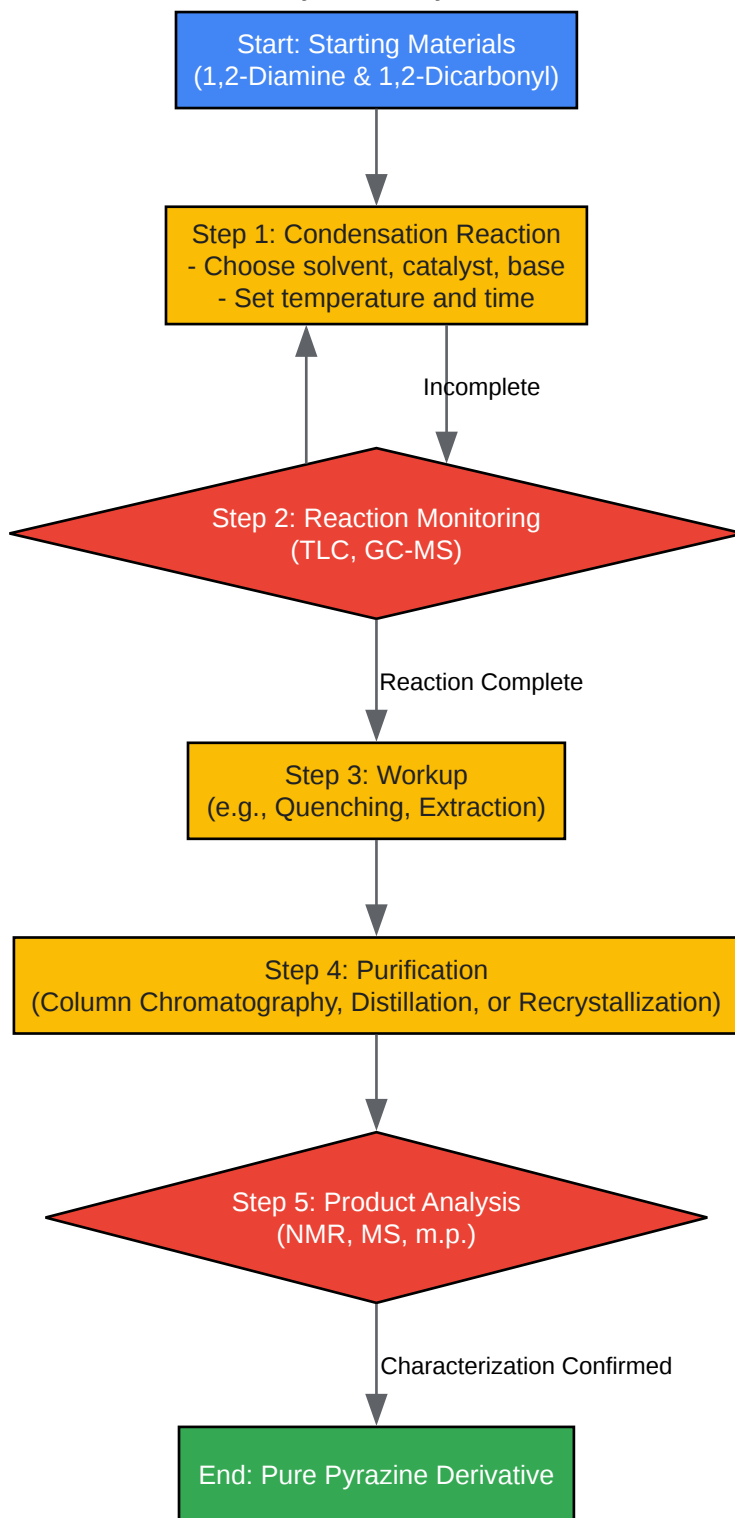 Start: Starting Materials
(1,2-Diamine & 1,2-Dicarbonyl)
Step 1: Condensation Reaction
- Choose solvent, catalyst, base
- Set temperature and time
Incomplete
Step 2: Reaction Monitoring
(TLC, GC-MS)
Reaction Complete
Step 3: Workup
(e.g., Quenching, Extraction)
Step 4: Purification
(Column Chromatography, Distillation, or Recrystallization)
Step 5: Product Analysis
(NMR, MS, m.p.)
Characterization Confirmed
End: Pure Pyrazine Derivative